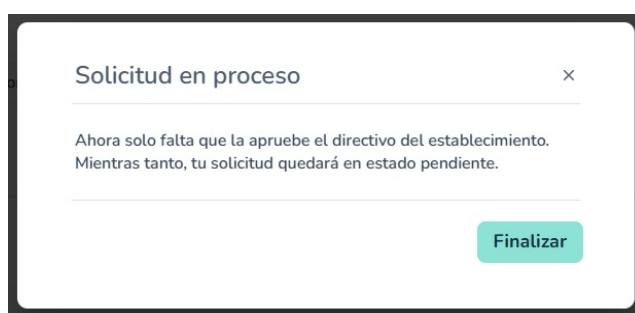 Solicitud en proceso
×
Ahora solo falta que la apruebe el directivo del establecimiento.
Mientras tanto, tu solicitud quedará en estado pendiente.
Finalizar